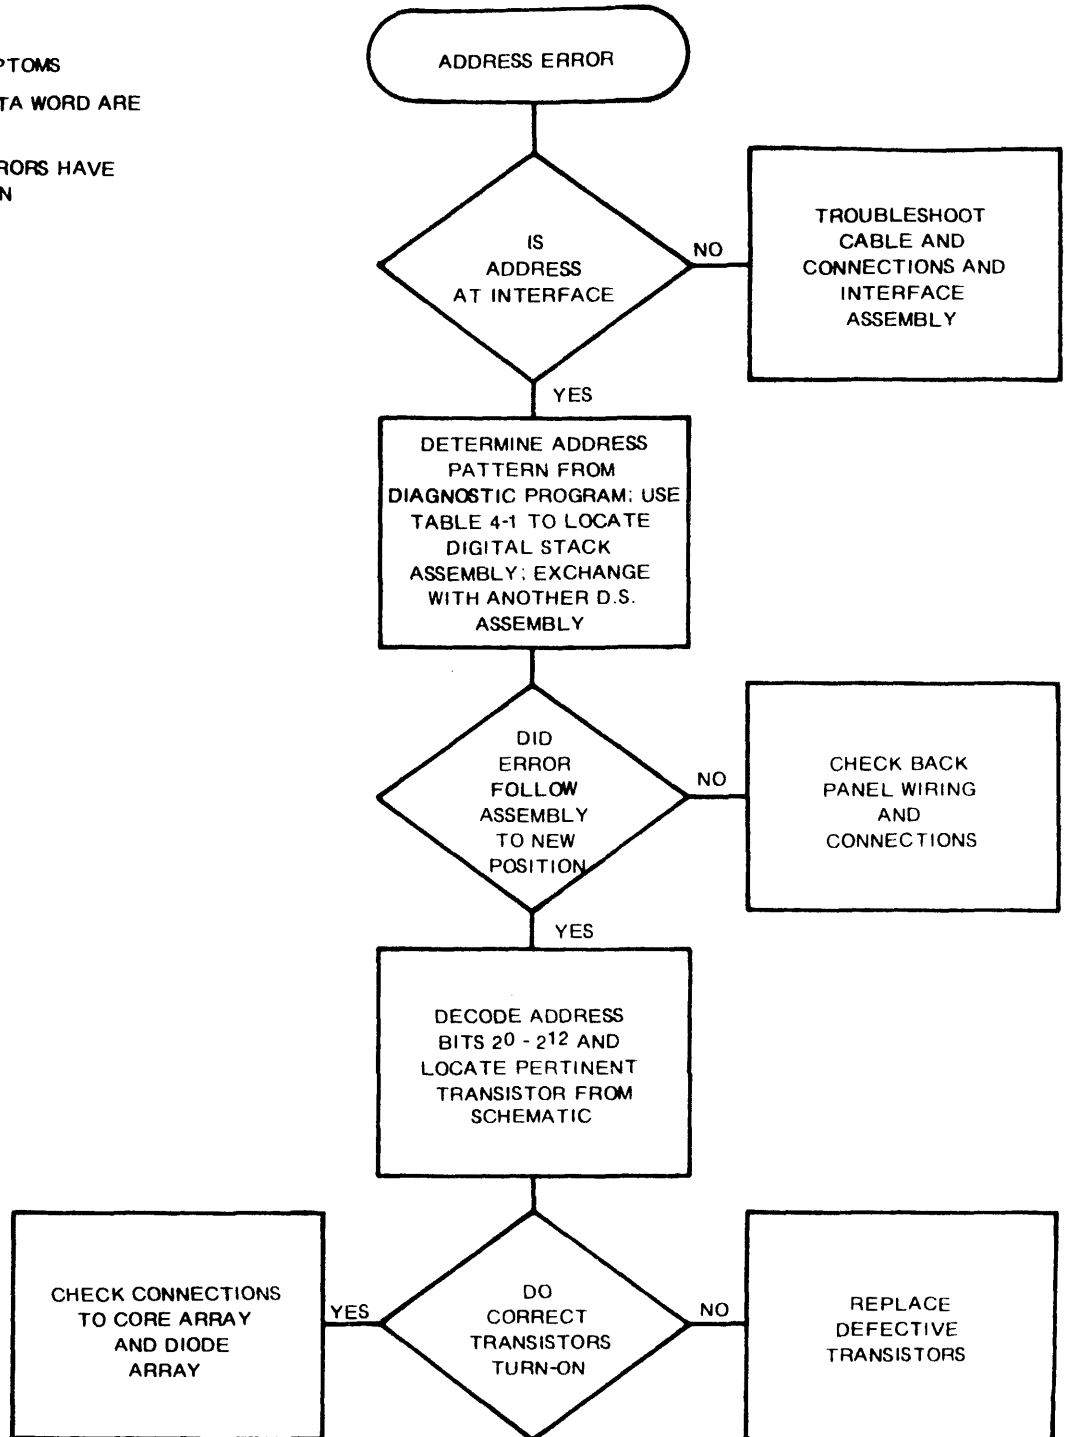 PTOMS
TA WORD ARE
RORS HAVE
N
ADDRESS ERROR
IS
ADDRESS
AT INTERFACE
NO
TROUBLESHOOT
CABLE AND
CONNECTIONS AND
INTERFACE
ASSEMBLY
YES
DETERMINE ADDRESS
PATTERN FROM
DIAGNOSTIC PROGRAM; USE
TABLE 4-1 TO LOCATE
DIGITAL STACK
ASSEMBLY; EXCHANGE
WITH ANOTHER D.S.
ASSEMBLY
DID
ERROR
FOLLOW
ASSEMBLY
TO NEW
POSITION
NO
CHECK BACK
PANEL WIRING
AND
CONNECTIONS
YES
DECODE ADDRESS
BITS 2⁰ - 2¹² AND
LOCATE PERTINENT
TRANSISTOR FROM
SCHEMATIC
CHECK CONNECTIONS
TO CORE ARRAY
AND DIODE
ARRAY
YES
DO
CORRECT
TRANSISTORS
TURN-ON
NO
REPLACE
DEFECTIVE
TRANSISTORS